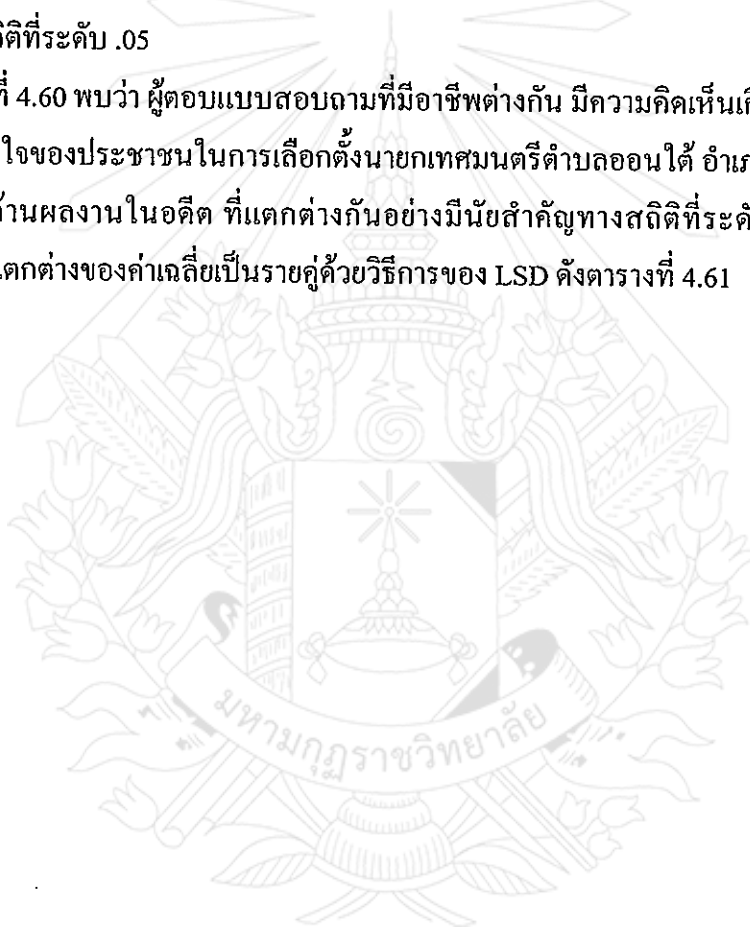 ิติที่ระดับ .05
ที่ 4.60 พบว่า ผู้ตอบแบบสอบถามที่มีอาชีพต่างกัน มีความคิดเห็น
ใจของประชาชนในการเลือกตั้งนายกเทศมนตรีตำบลออนใต้
ด้านผลงานในอดีต ที่แตกต่างกันอย่างมีนัยสำคัญทางสถิติที่
แตกต่างของค่าเฉลี่ยเป็นรายคู่ด้วยวิธีการของ LSD ดังตารางที่ 4.61
มหามกุฏราชวิทยาลัย